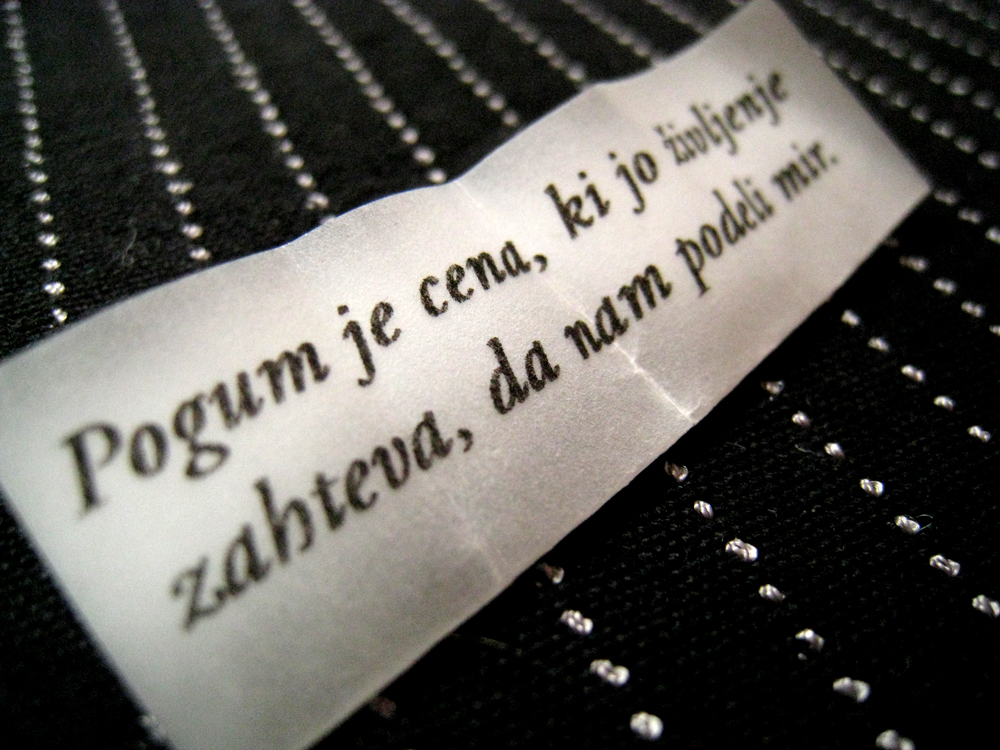 Pogum je cena, ki jo življenje
zahteva, da nam podeli mir.